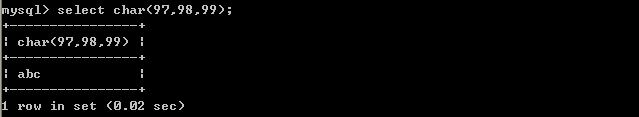 mysql> select char(97,98,99);
+----------------+
| char(97,98,99) |
+----------------+
| abc            |
+----------------+
1 row in set (0.02 sec)